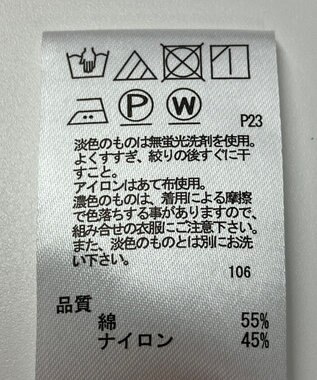 P W P23
淡色のものは無蛍光洗剤を使用。
よくすすぎ、絞りの後すぐに干
すこと。
アイロンはあて布使用。
濃色のものは、着用による摩擦
で色落ちする事がありますので、
組み合せの衣服にご注意下さい。
また、淡色のものとは別にお洗
い下さい。
106
品質
綿 55%
ナイロン 45%